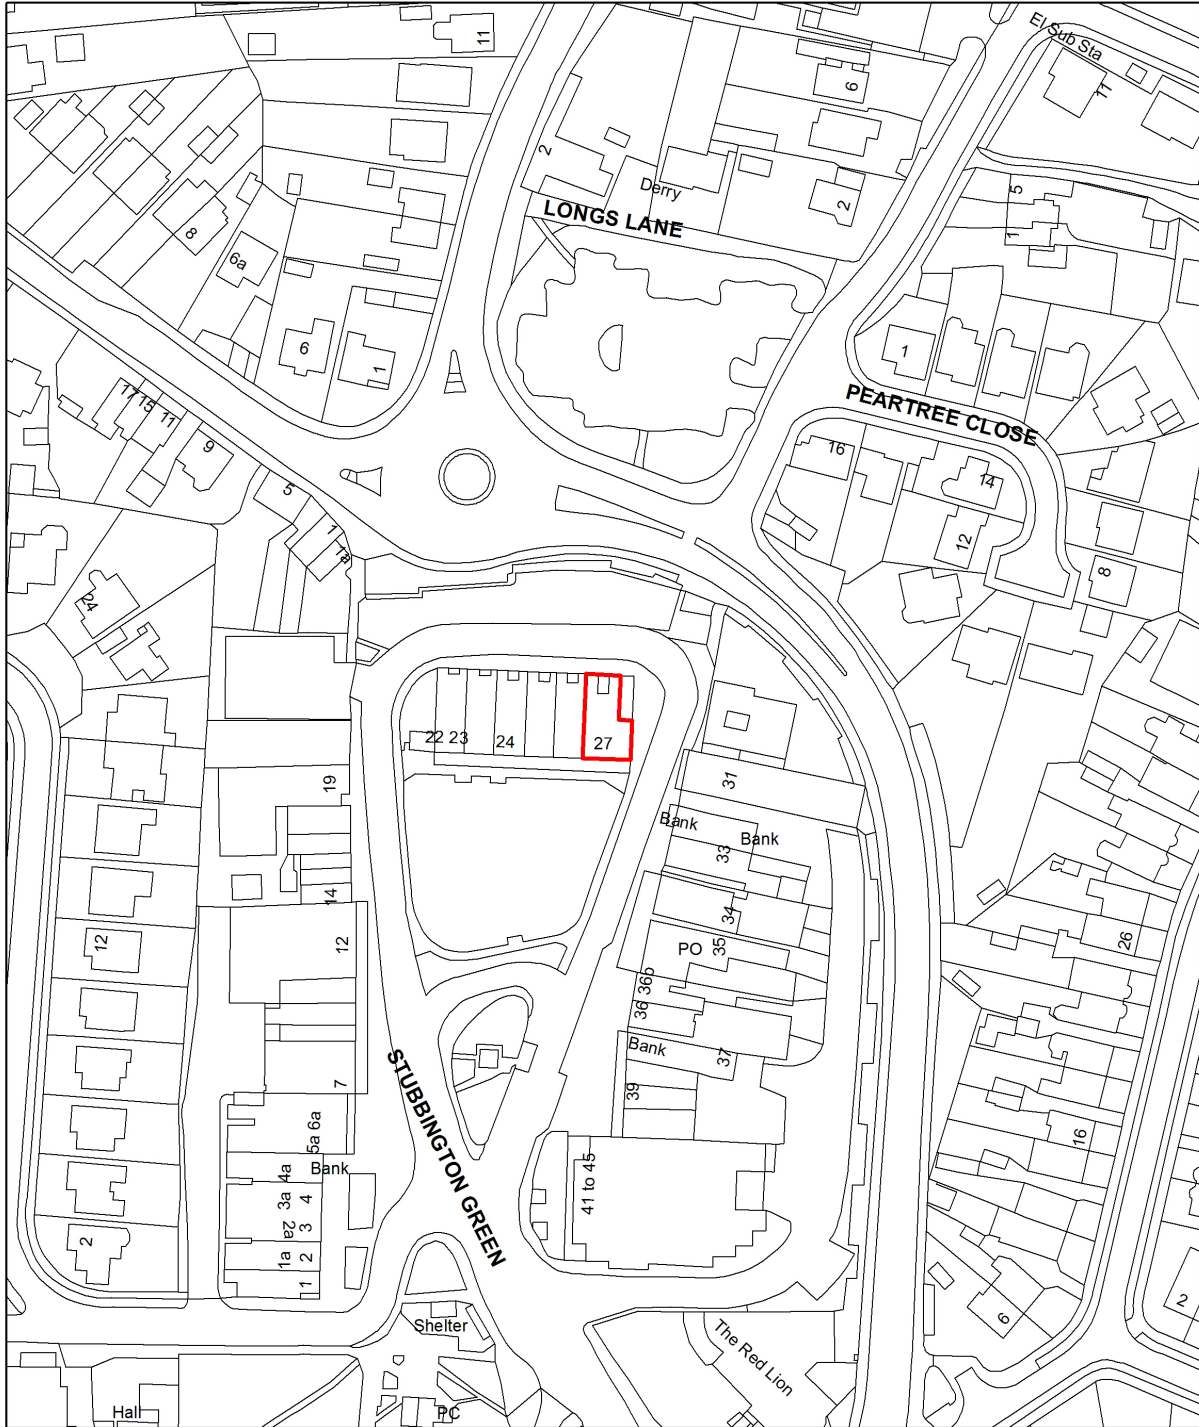 El Sub Sta
11
11
6
2
Derry
2
LONGS LANE
5
1
8
6a
6
1
1
PEARTREE CLOSE
17
15
11
9
16
14
5
1
1a
12
8
24
22 23
24
27
19
31
Bank
Bank
33
14
34
12
12
PO
35
26
36b
36
Bank
37
STUBBINGTON GREEN
7
39
5a 6a
16
Bank
4a
41 to 45
3a
4
2a
3
2
1a
2
1
2
6
Shelter
The Red Lion
Hall
PC